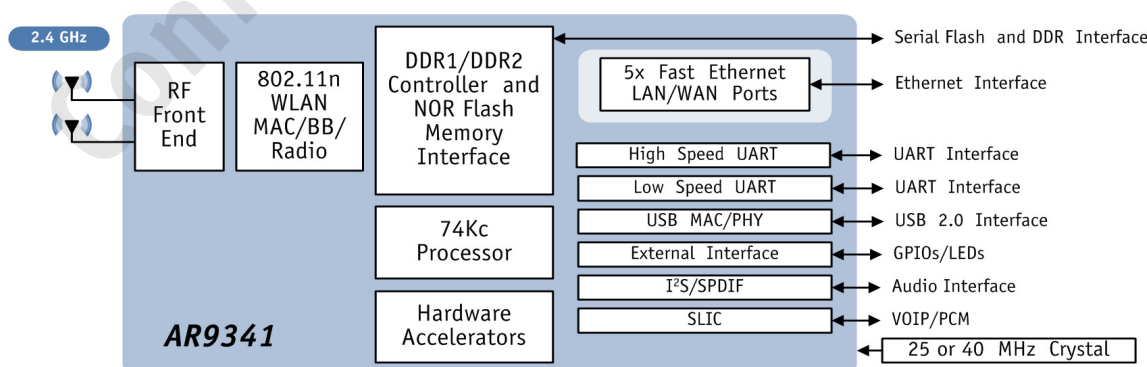 2.4 GHz
RF
Front
End
802.11n
WLAN
MAC/BB/
Radio
DDR1/DDR2
Controller and
NOR Flash
Memory
Interface
74Kc
Processor
Hardware
Accelerators
AR9341
5x Fast Ethernet
LAN/WAN Ports
High Speed UART
Low Speed UART
USB MAC/PHY
External Interface
I²S/SPDIF
SLIC
Serial Flash and DDR Interface
Ethernet Interface
UART Interface
UART Interface
USB 2.0 Interface
GPIOs/LEDs
Audio Interface
VOIP/PCM
25 or 40 MHz Crystal